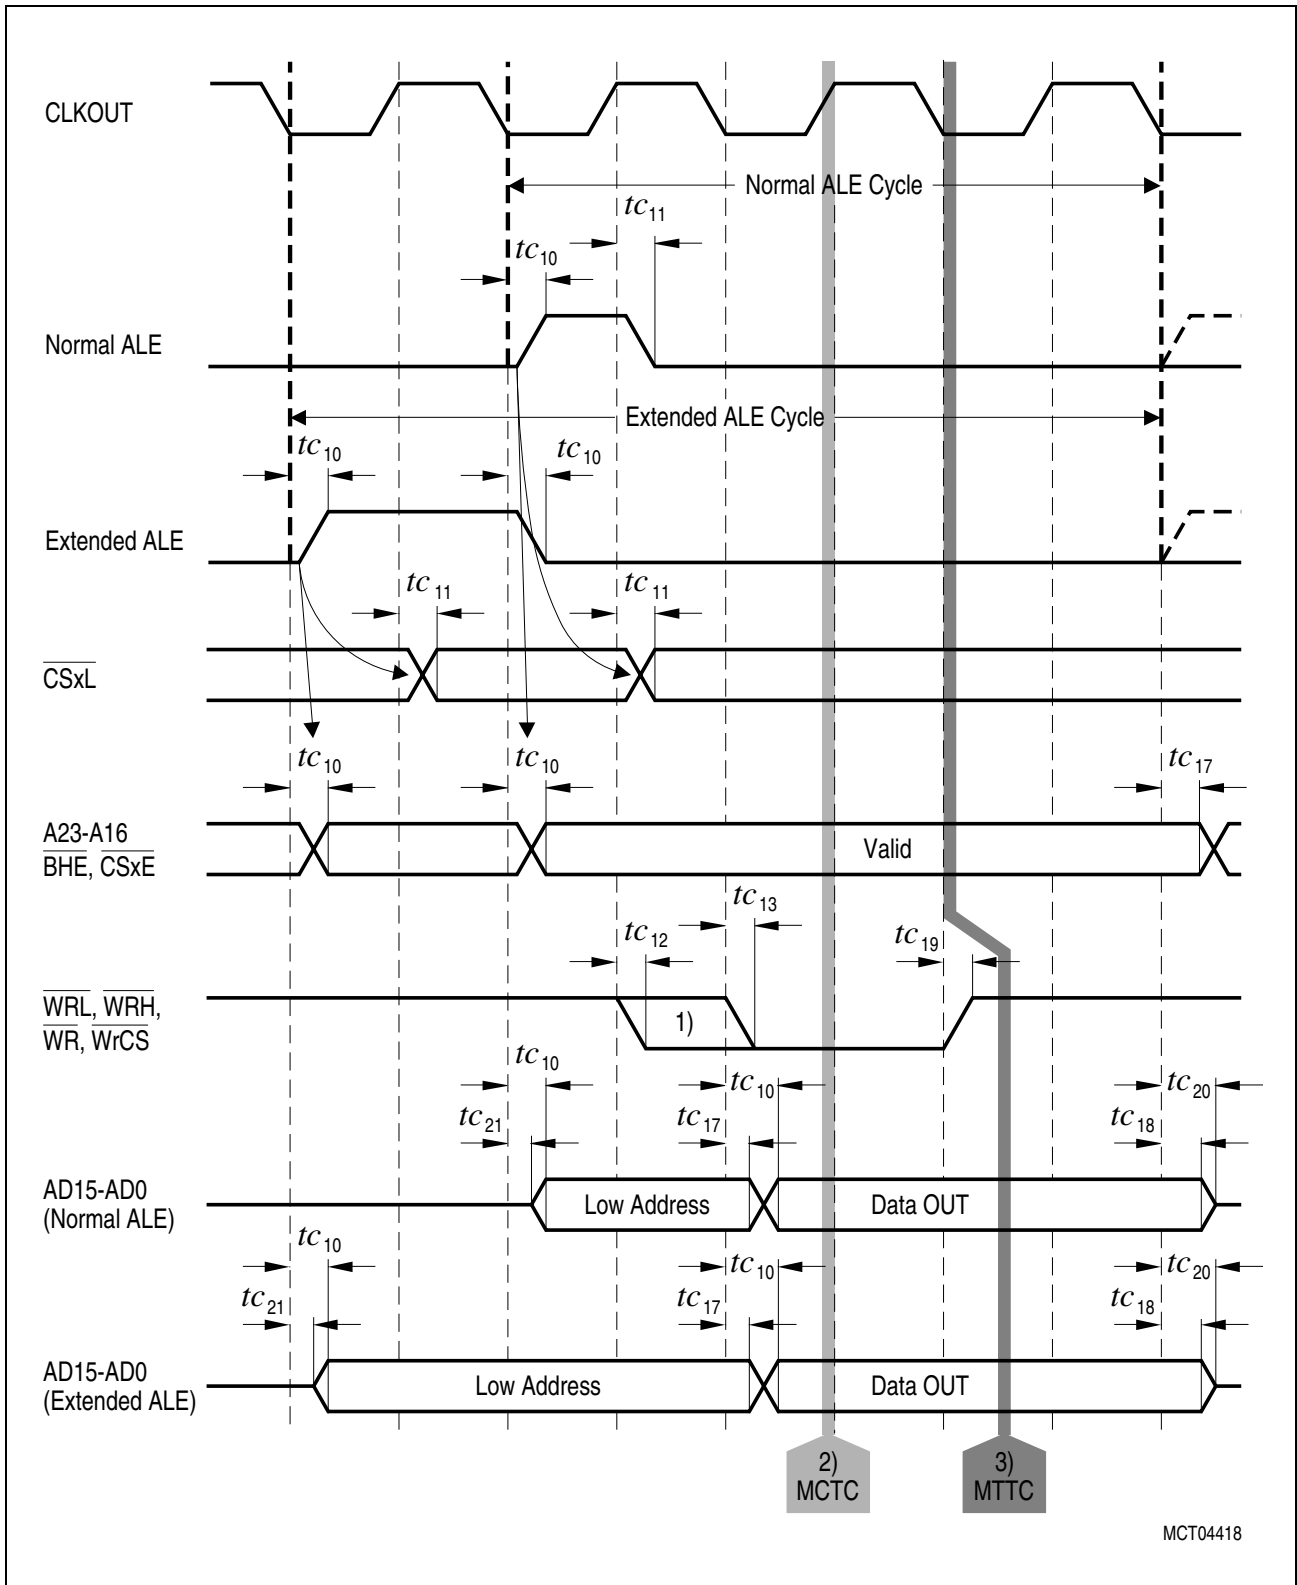 CLKOUT
Normal ALE Cycle
tc11
tc10
Normal ALE
Extended ALE Cycle
tc10
tc10
Extended ALE
tc11
tc11
CSxL
tc10
tc10
tc17
A23-A16
BHE, CSxE
Valid
tc13
tc12
tc19
WRL, WRH,
WR, WrCS
1)
tc10
tc10
tc20
tc21
tc17
tc18
AD15-AD0
(Normal ALE)
Low Address
Data OUT
tc10
tc10
tc20
tc21
tc17
tc18
AD15-AD0
(Extended ALE)
Low Address
Data OUT
2)
MCTC
3)
MTTC
MCT04418